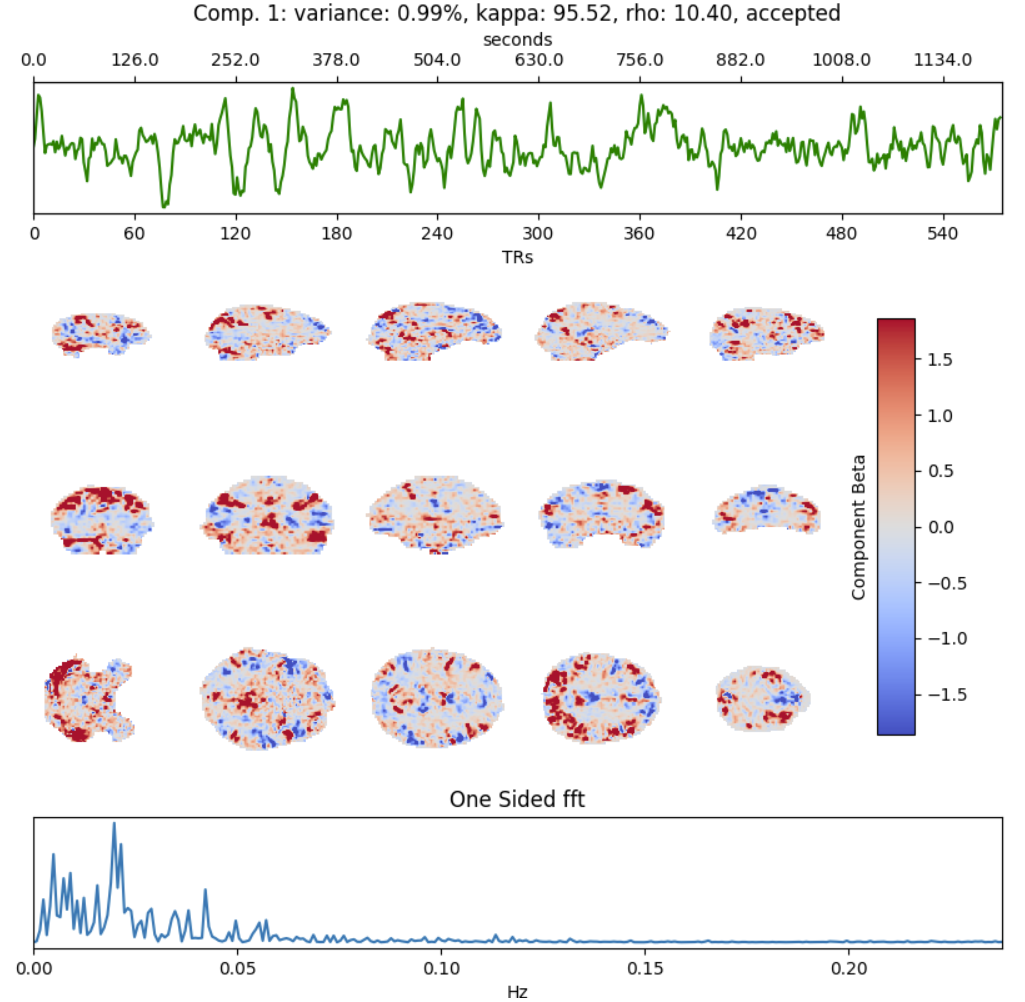 Comp. 1: variance: 0.99%, kappa: 95.52, rho: 10.40, accepted
seconds
0.0 126.0 252.0 378.0 504.0 630.0 756.0 882.0 1008.0 1134.0
0 60 120 180 240 300 360 420 480 540
TRs
1.5
1.0
0.5
0.0
−0.5
−1.0
−1.5
Component Beta
One Sided fft
0.00 0.05 0.10 0.15 0.20
Hz